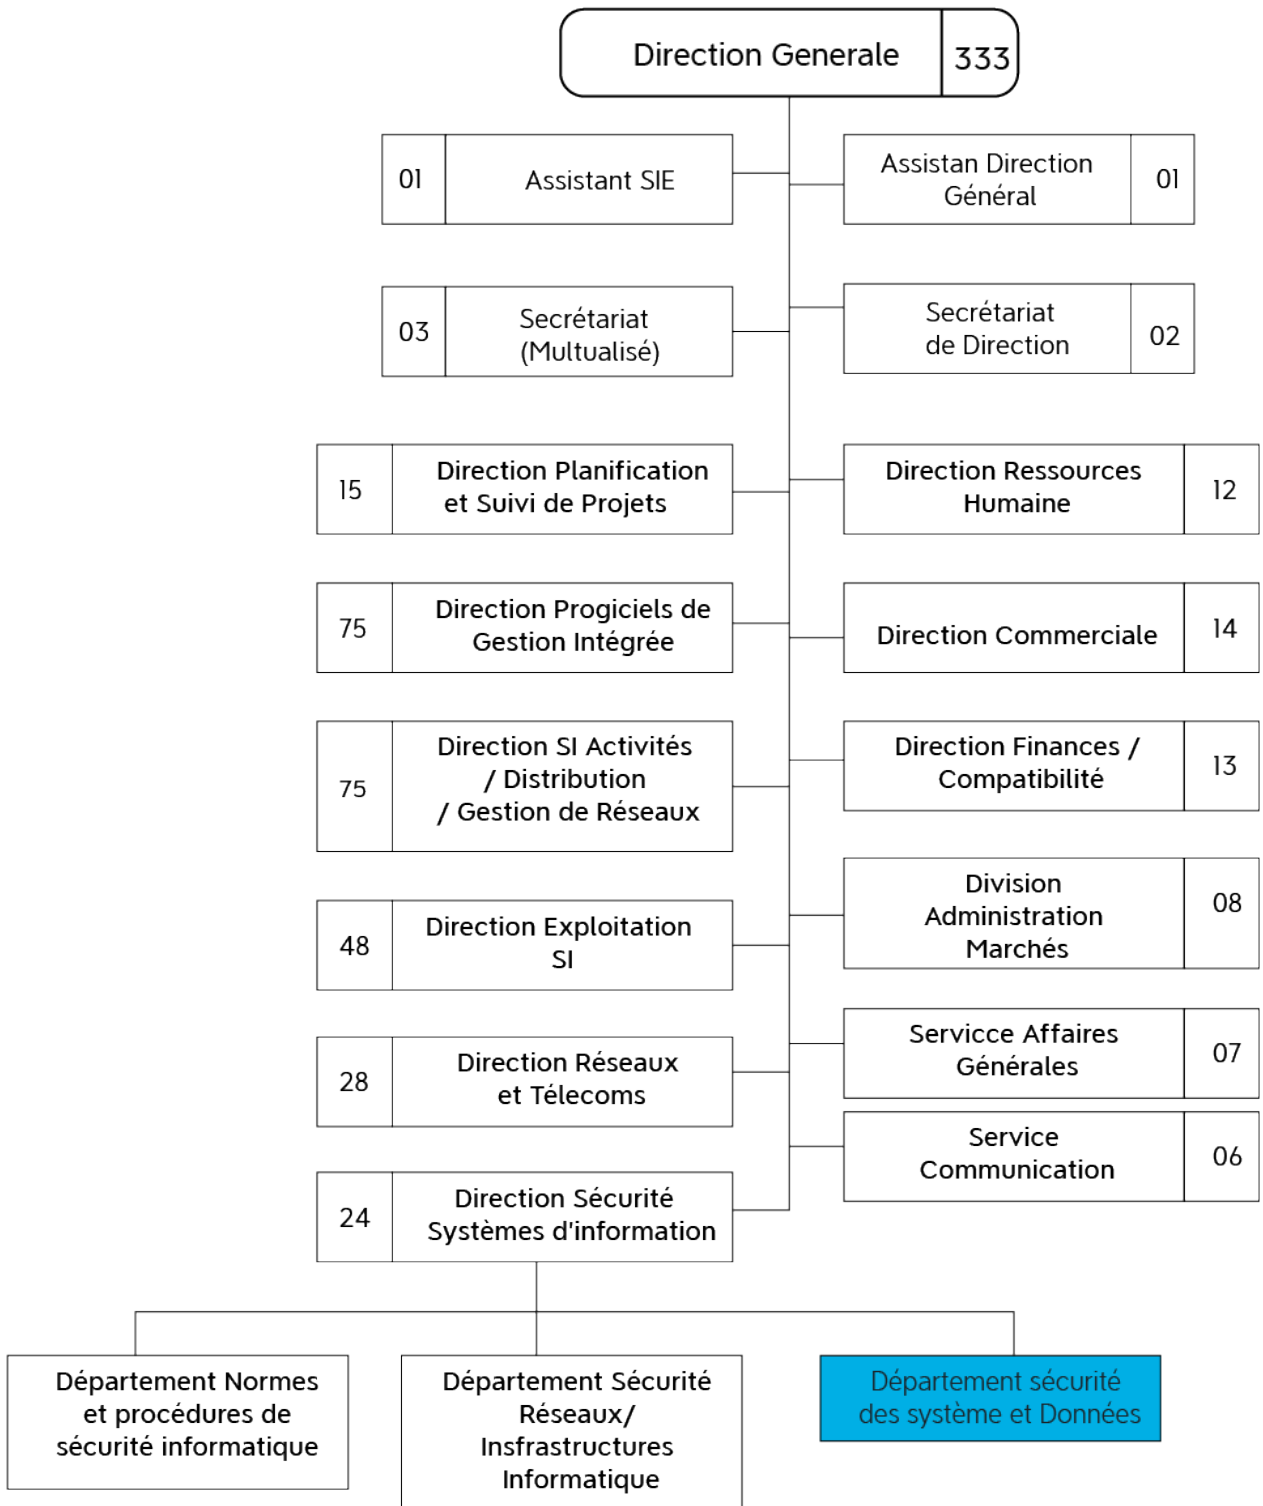 Direction Generale 333
01 Assistant SIE
Assistan Direction
Général
01
03
Secrétariat
(Multualisé)
Secrétariat
de Direction
02
15
Direction Planification
et Suivi de Projets
Direction Ressources
Humaine
12
75
Direction Progiciels de
Gestion Intégrée
Direction Commerciale
14
75
Direction SI Activités
/ Distribution
/ Gestion de Réseaux
Direction Finances /
Compatibilité
13
48
Direction Exploitation
SI
Division
Administration
Marchés
08
28
Direction Réseaux
et Télecoms
Servicce Affaires
Générales
07
Service
Communication
06
24
Direction Sécurité
Systèmes d'information
Département Normes
et procédures de
sécurité informatique
Département Sécurité
Réseaux/
Insfrastructures
Informatique
Département sécurité
des système et Données